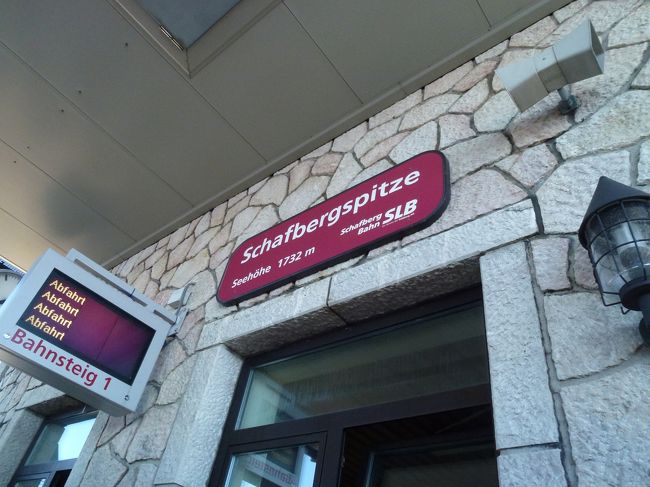 Schafbergspitze
Seehöhe 1732 m
Schafberg
Bahn SLB
Abfahrt
Abfahrt
Abfahrt
Abfahrt
Bahnsteig 1